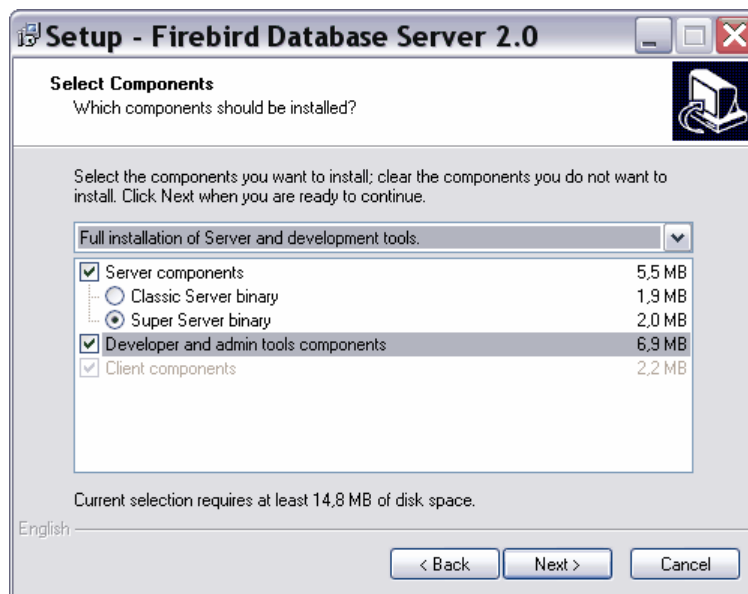 Setup - Firebird Database Server 2.0
Select Components
Which components should be installed?
Select the components you want to install; clear the components you do not want to
install. Click Next when you are ready to continue.
Full installation of Server and development tools.
Server components 5,5 MB
Classic Server binary 1,9 MB
Super Server binary 2,0 MB
Developer and admin tools components 6,9 MB
Client components 2,2 MB
Current selection requires at least 14,8 MB of disk space.
English
< Back Next > Cancel